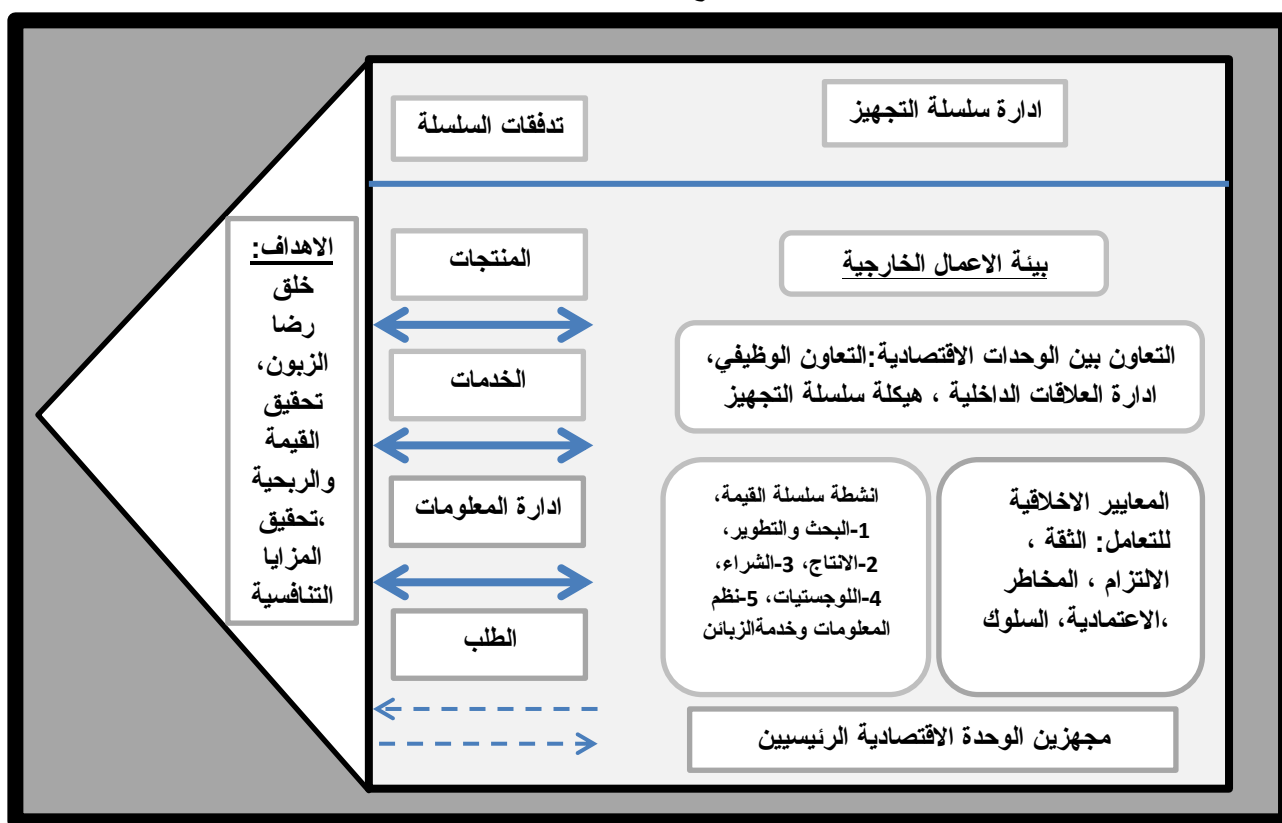 ادارة سلسلة التجهيز
تدفقات السلسلة
بيئة الاعمال الخارجية
التعاون بين الوحدات الاقتصادية:التعاون الوظيفي،
ادارة العلاقات الداخلية ، هيكلة سلسلة التجهيز
المعايير الاخلاقية
للتعامل: الثقة ،
الالتزام ، المخاطر
،الاعتمادية، السلوك
انشطة سلسلة القيمة،
1-البحث والتطوير،
2-الانتاج، 3-الشراء،
4-اللوجستيات، 5-نظم
المعلومات وخدمةالزبائن
مجهزين الوحدة الاقتصادية الرئيسيين
المنتجات
الخدمات
ادارة المعلومات
الطلب
الاهداف:
خلق
رضا
الزبون،
تحقيق
القيمة
والربحية
،تحقيق
المزايا
التنافسية